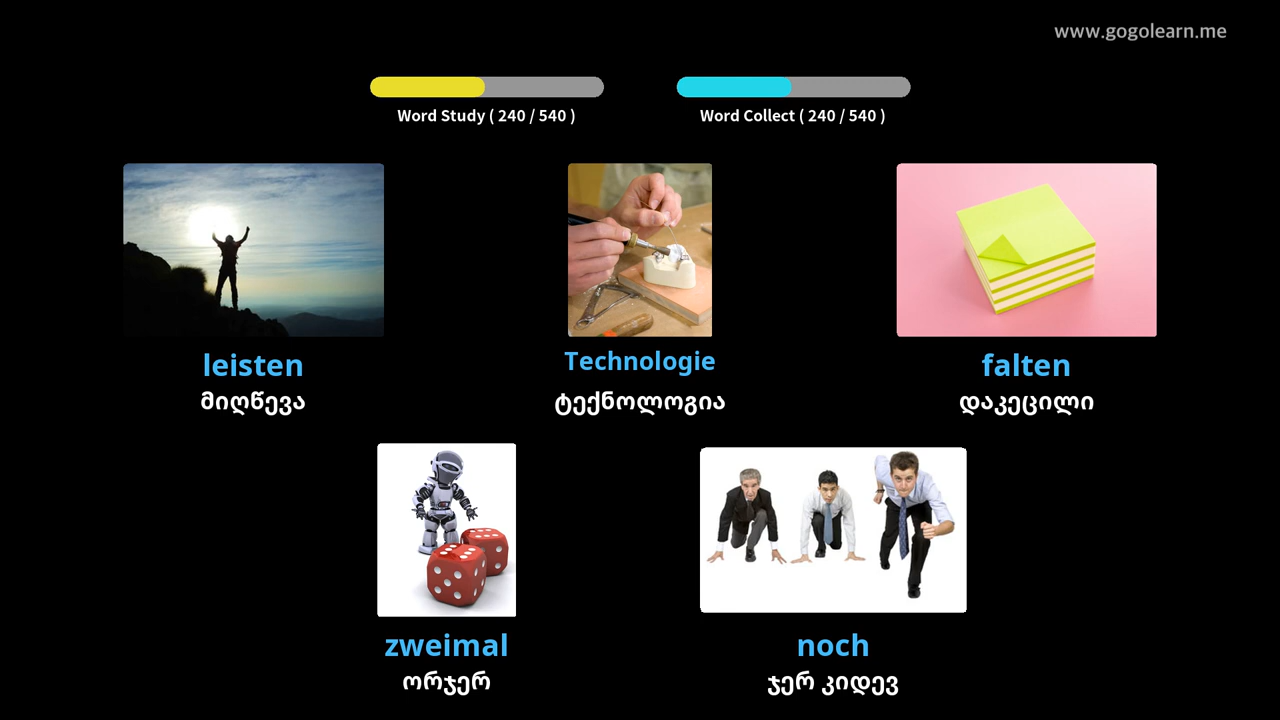 www.gogolearn.me
Word Study ( 240 / 540 )
Word Collect ( 240 / 540 )
leisten
მიღწევა
Technologie
ტექნოლოგია
falten
დაკეცილი
zweimal
ორჯერ
noch
ჯერ კიდევ